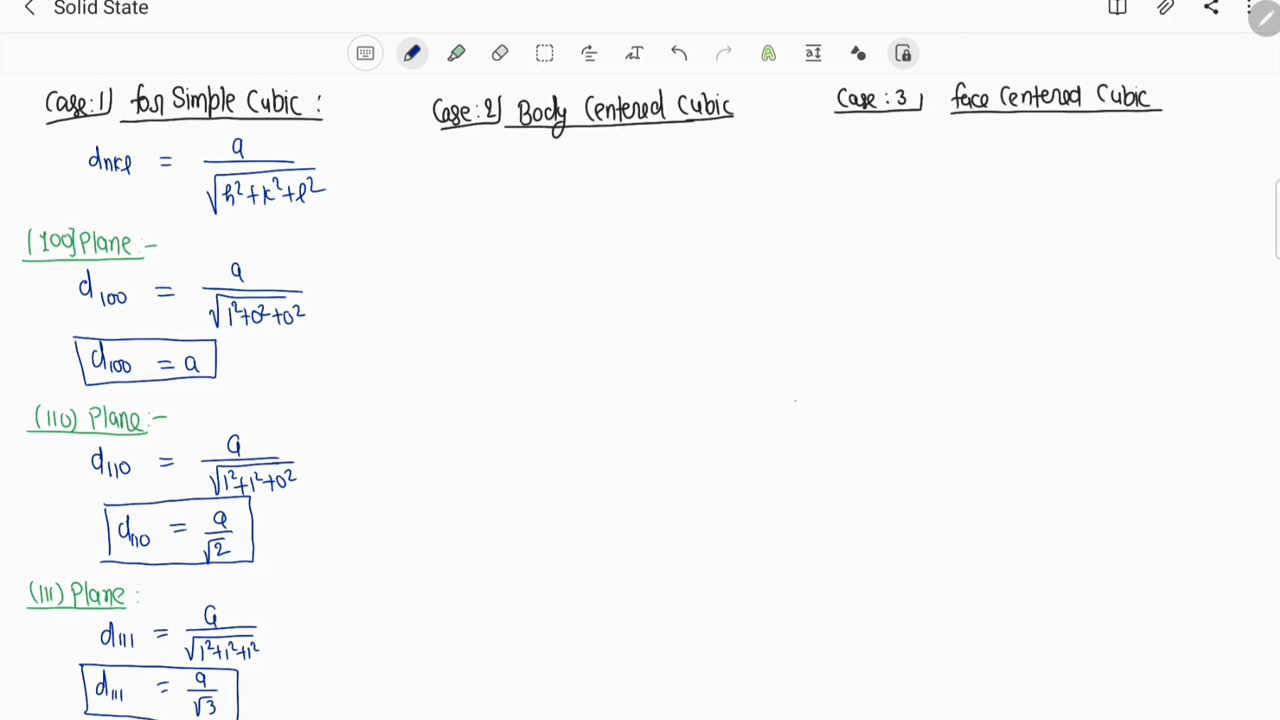 Solid State
Case:1) for Simple Cubic :
dhkl = a / √h²+k²+l²
[100] Plane :-
d100 = a / √1²+0²+0²
d100 = a
(110) Plane :-
d110 = a / √1²+1²+0²
d110 = a / √2
(111) Plane :
d111 = a / √1²+1²+1²
d111 = a / √3
Case:2) Body Centered Cubic
Case:3) face Centered Cubic